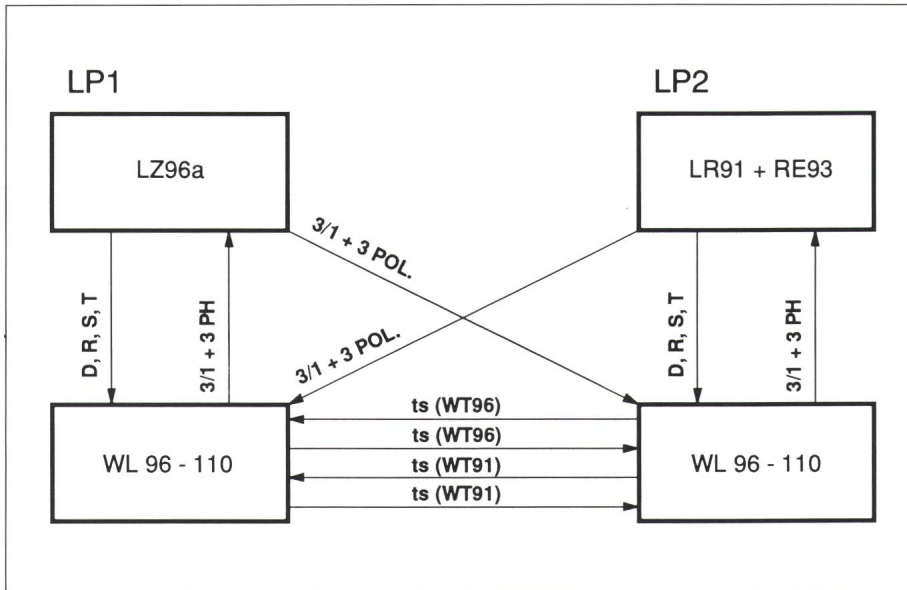 LP1
LP2
LZ96a
LR91 + RE93
3/1 + 3 POL.
3/1 + 3 POL.
D, R, S, T
3/1 + 3 PH
D, R, S, T
3/1 + 3 PH
ts (WT96)
ts (WT96)
ts (WT91)
ts (WT91)
WL 96 - 110
WL 96 - 110